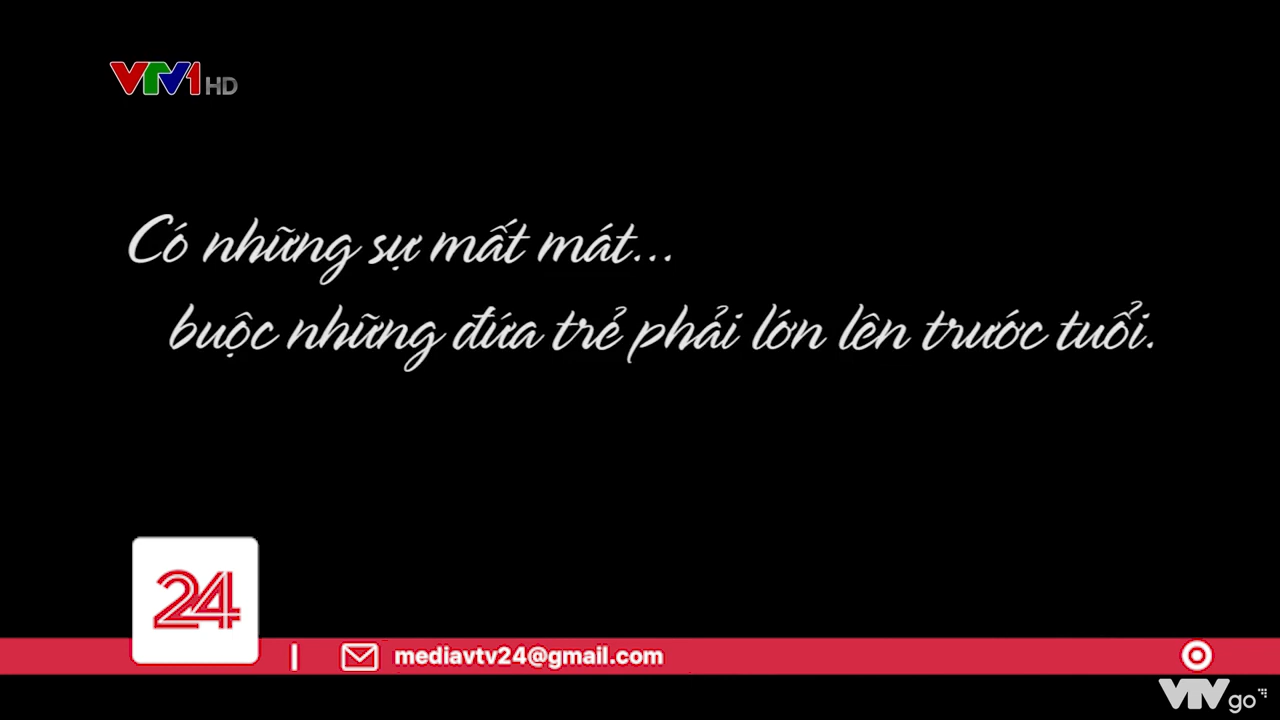 VTV1 HD
Có những sự mất mát...
buộc những đứa trẻ phải lớn lên trước tuổi.
24
mediavtv24@gmail.com
VTVgo